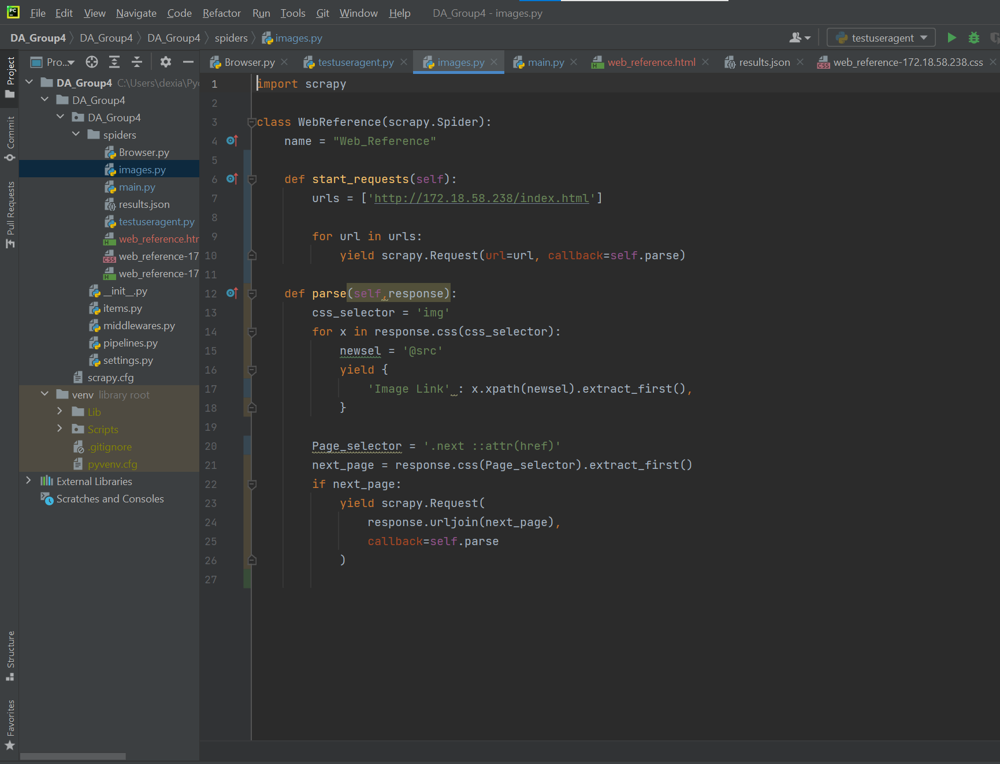 PC
File Edit View Navigate Code Refactor Run Tools Git Window Help DA_Group4 - images.py
DA_Group4 DA_Group4 DA_Group4 spiders images.py testuseragent
Pro... Browser.py testuseragent.py images.py main.py web_reference.html results.json web_reference-172.18.58.238.css
Project
Commit
Pull Requests
Structure
Favorites
DA_Group4 C:\Users\dexia\Pyc
DA_Group4
DA_Group4
spiders
Browser.py
images.py
main.py
results.json
testuseragent.py
web_reference.htm
web_reference-17
web_reference-17
__init__.py
items.py
middlewares.py
pipelines.py
settings.py
scrapy.cfg
venv library root
Lib
Scripts
.gitignore
pyvenv.cfg
External Libraries
Scratches and Consoles
1 import scrapy
2
3 class WebReference(scrapy.Spider):
4 name = "Web_Reference"
5
6 def start_requests(self):
7 urls = ['http://172.18.58.238/index.html']
8
9 for url in urls:
10 yield scrapy.Request(url=url, callback=self.parse)
11
12 def parse(self,response):
13 css_selector = 'img'
14 for x in response.css(css_selector):
15 newsel = '@src'
16 yield {
17 'Image Link' : x.xpath(newsel).extract_first(),
18 }
19
20 Page_selector = '.next ::attr(href)'
21 next_page = response.css(Page_selector).extract_first()
22 if next_page:
23 yield scrapy.Request(
24 response.urljoin(next_page),
25 callback=self.parse
26 )
27